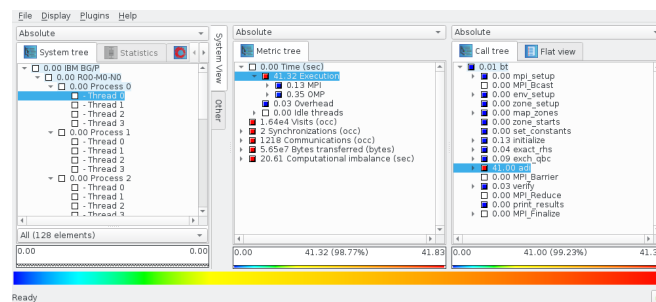 File Display Plugins Help
Absolute
System tree
Statistics
0.00 IBM BG/P
0.00 R00-M0-N0
0.00 Process 0
- Thread 0
- Thread 1
- Thread 2
- Thread 3
0.00 Process 1
- Thread 0
- Thread 1
- Thread 2
- Thread 3
0.00 Process 2
- Thread 0
- Thread 1
- Thread 2
- Thread 3
All (128 elements)
0.00 0.00
System View
Other
Absolute
Metric tree
0.00 Time (sec)
41.32 Execution
0.13 MPI
0.35 OMP
0.03 Overhead
0.00 Idle threads
1.64e4 Visits (occ)
2 Synchronizations (occ)
1218 Communications (occ)
5.65e7 Bytes transferred (bytes)
20.61 Computational imbalance (sec)
0.00 41.32 (98.77%) 41.83
Absolute
Call tree
Flat view
0.01 bt
0.00 mpi_setup
0.00 MPI_Bcast
0.00 env_setup
0.00 zone_setup
0.00 map_zones
0.00 zone_starts
0.00 set_constants
0.13 initialize
0.04 exact_rhs
0.09 exch_qbc
41.00 adi
0.00 MPI_Barrier
0.03 verify
0.00 MPI_Reduce
0.00 print_results
0.00 MPI_Finalize
0.00 41.00 (99.23%)
Ready